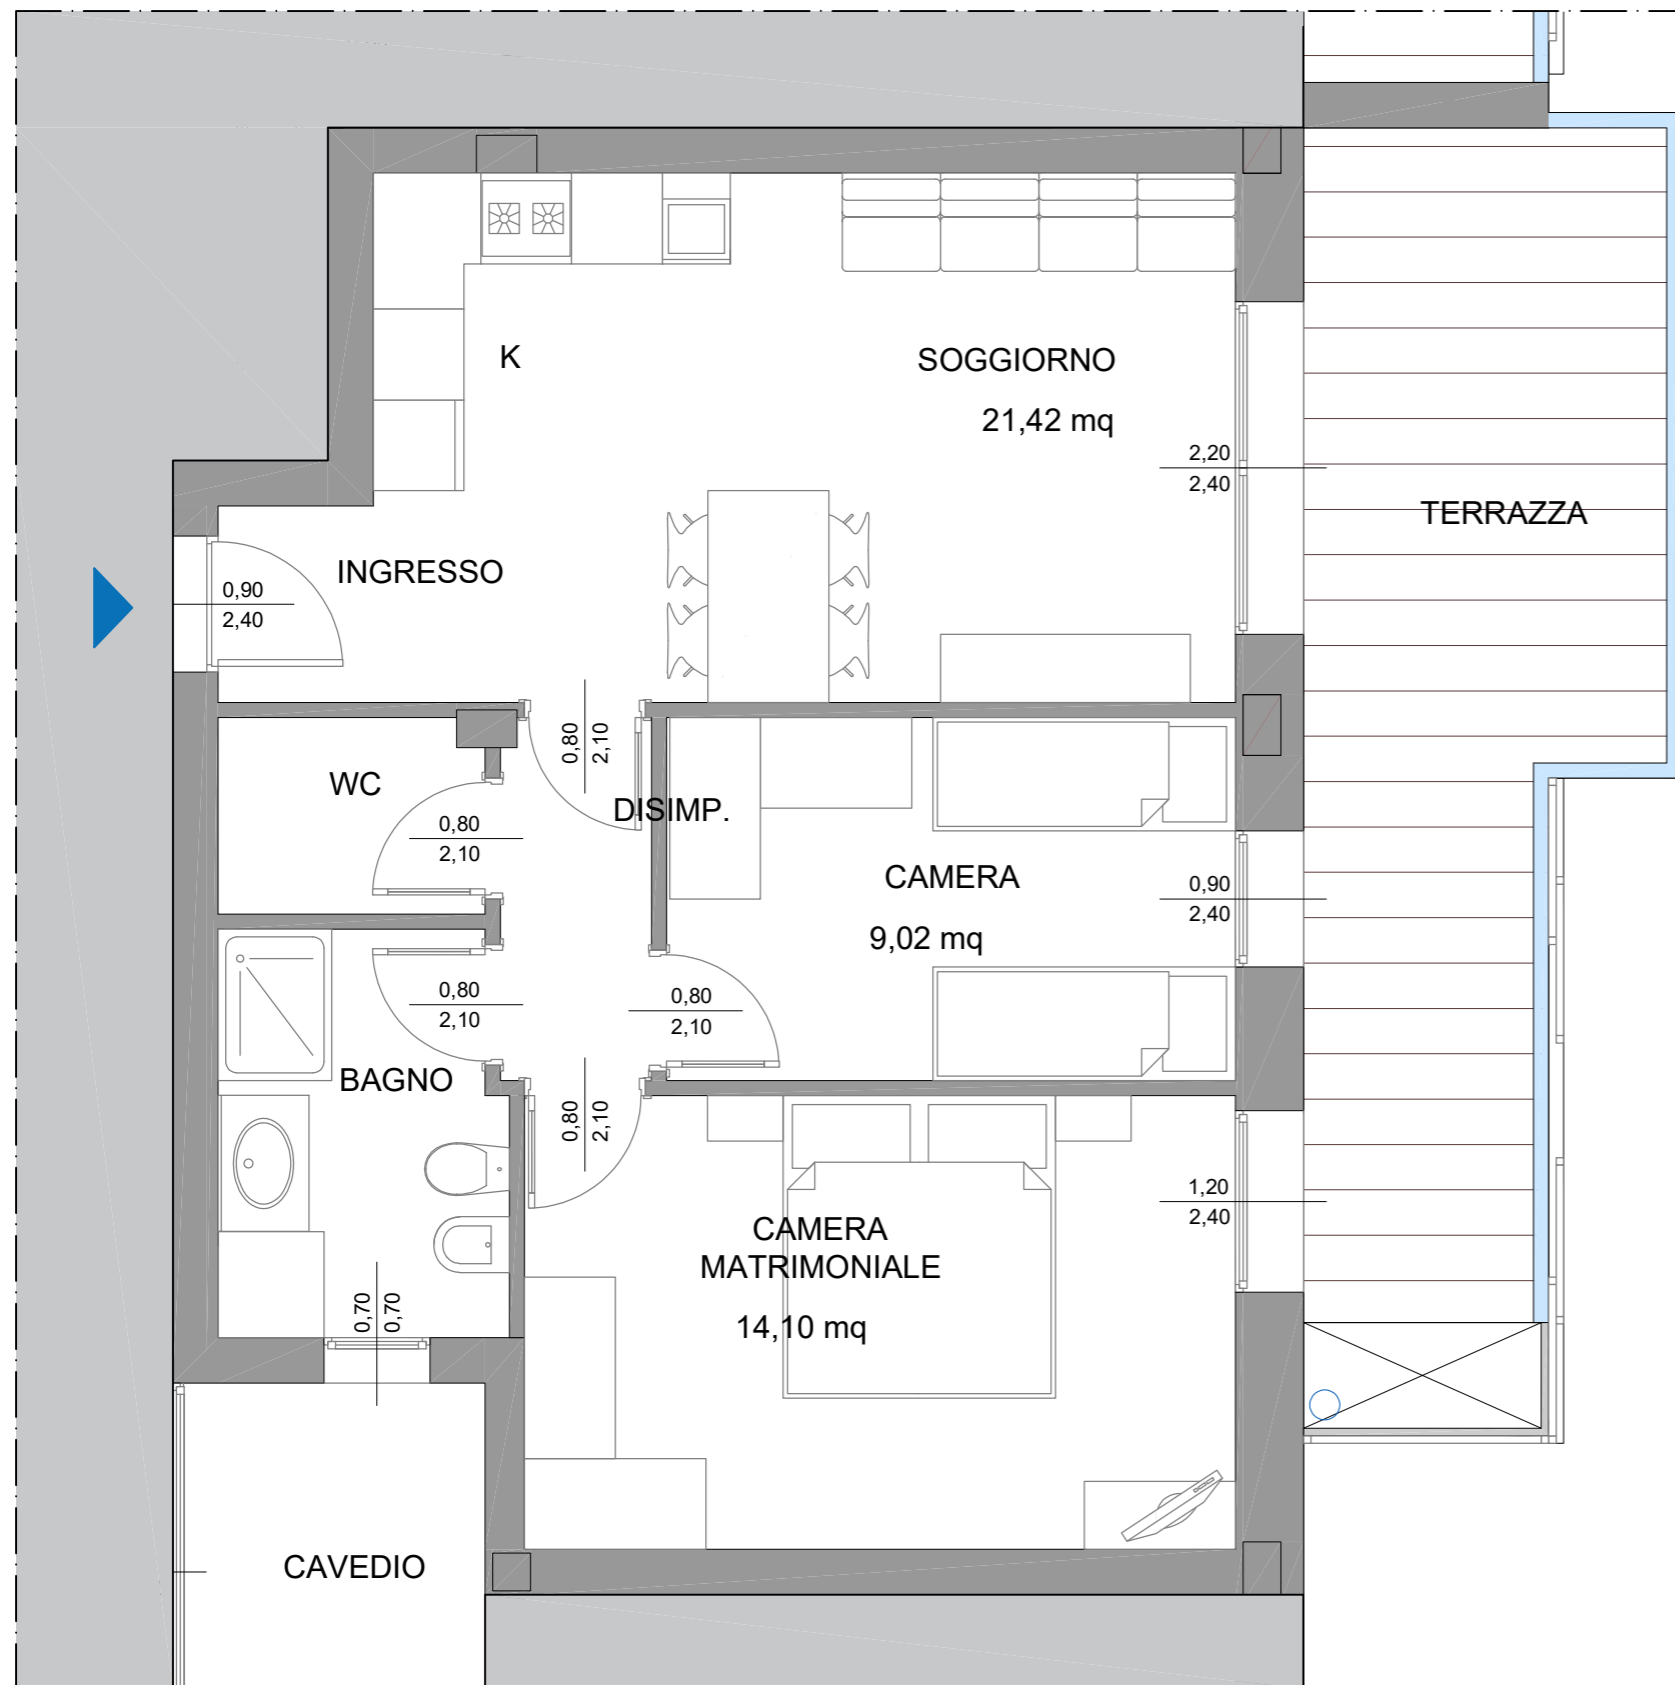 K
SOGGIORNO
21,42 mq
2,20
2,40
TERRAZZA
INGRESSO
0,90
2,40
0,80
2,10
WC
DISIMP.
0,80
2,10
CAMERA
9,02 mq
0,90
2,40
0,80
2,10
0,80
2,10
BAGNO
0,80
2,10
1,20
2,40
CAMERA
MATRIMONIALE
14,10 mq
0,70
0,70
CAVEDIO